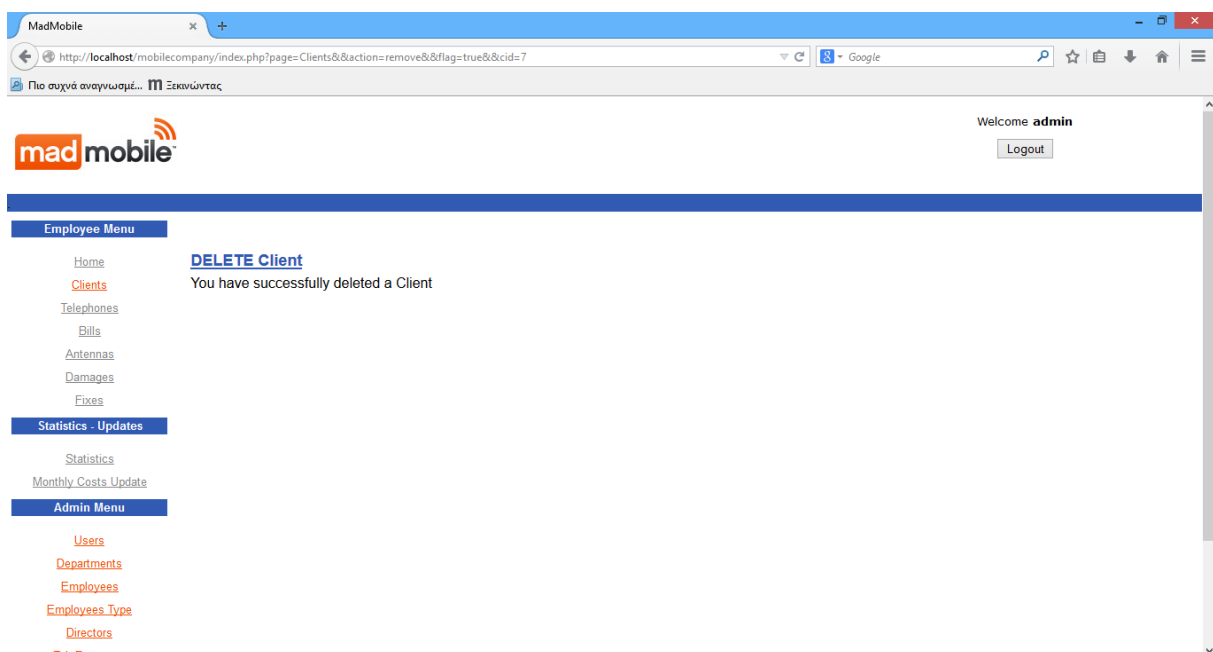 MadMobile
http://localhost/mobilecompany/index.php?page=Clients&&action=remove&&flag=true&&cid=7
Google
Πιο συχνά αναγνωσμέ...
Ξεκινώντας
mad mobile
Welcome admin
Logout
Employee Menu
Home
Clients
Telephones
Bills
Antennas
Damages
Fixes
Statistics - Updates
Statistics
Monthly Costs Update
Admin Menu
Users
Departments
Employees
Employees Type
Directors
DELETE Client
You have successfully deleted a Client